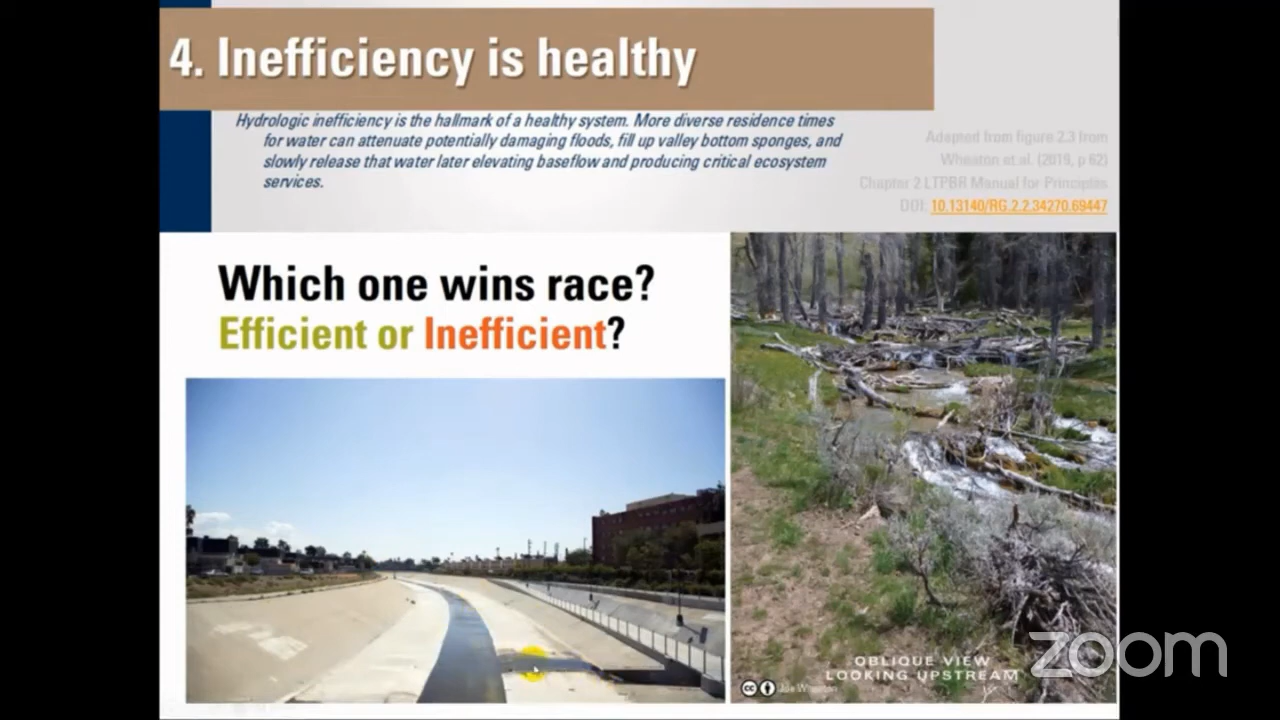 4. Inefficiency is healthy
Hydrologic inefficiency is the hallmark of a healthy system. More diverse residence times
for water can attenuate potentially damaging floods, fill up valley bottom sponges, and
slowly release that water later elevating baseflow and producing critical ecosystem
services.
Adapted from figure 2.3 from
Wheaton et al. (2019, p 62)
Chapter 2 LTPBR Manual for Principles
DOI: 10.13140/RG.2.2.34270.69447
Which one wins race?
Efficient or Inefficient?
OBLIQUE VIEW
LOOKING UPSTREAM
cc Joe Wheaton
zoom